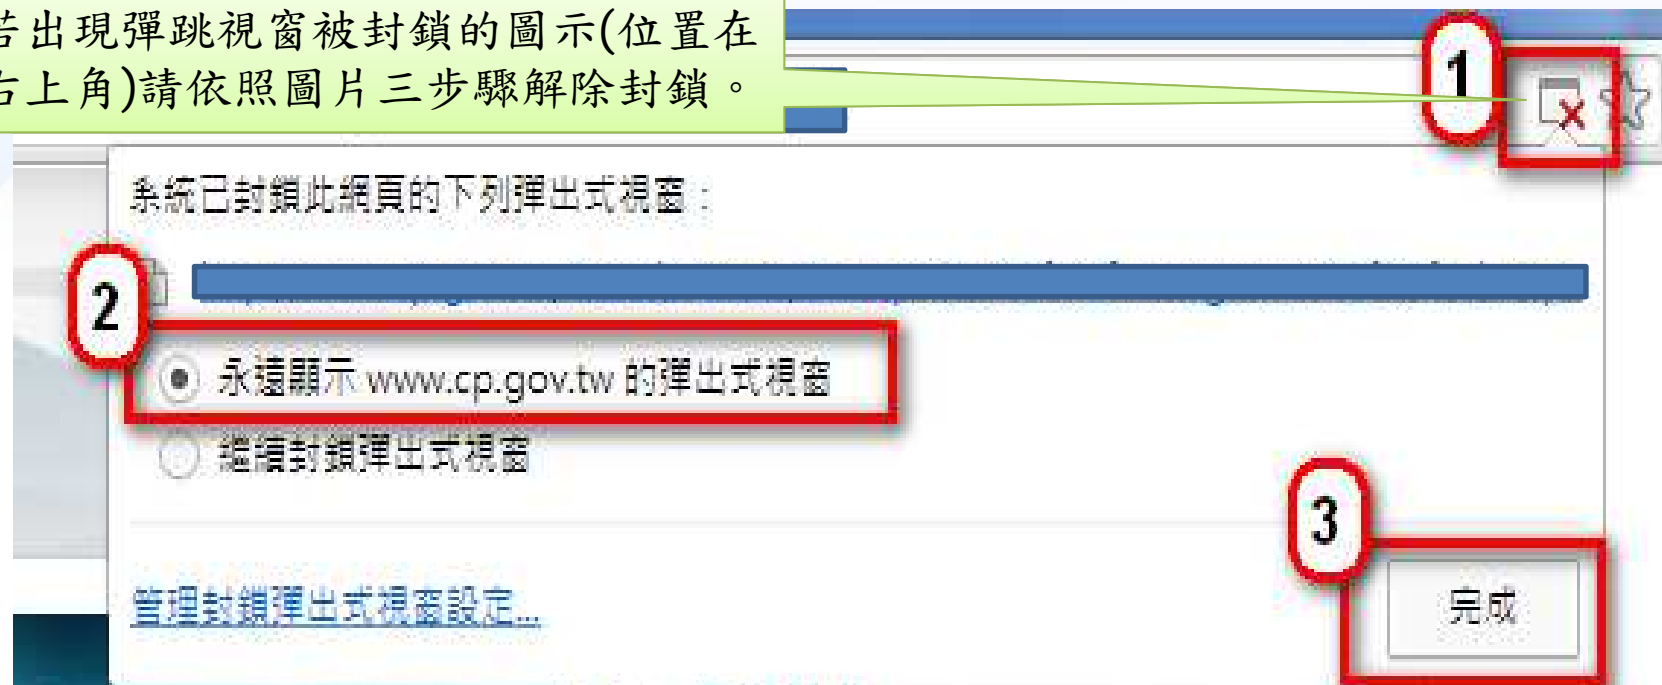 若出現彈跳視窗被封鎖的圖示(位置在
右上角)請依照圖片三步驟解除封鎖。
1
系統已封鎖此網頁的下列彈出式視窗：
2
永遠顯示 www.cp.gov.tw 的彈出式視窗
繼續封鎖彈出式視窗
3
管理封鎖彈出式視窗設定...
完成